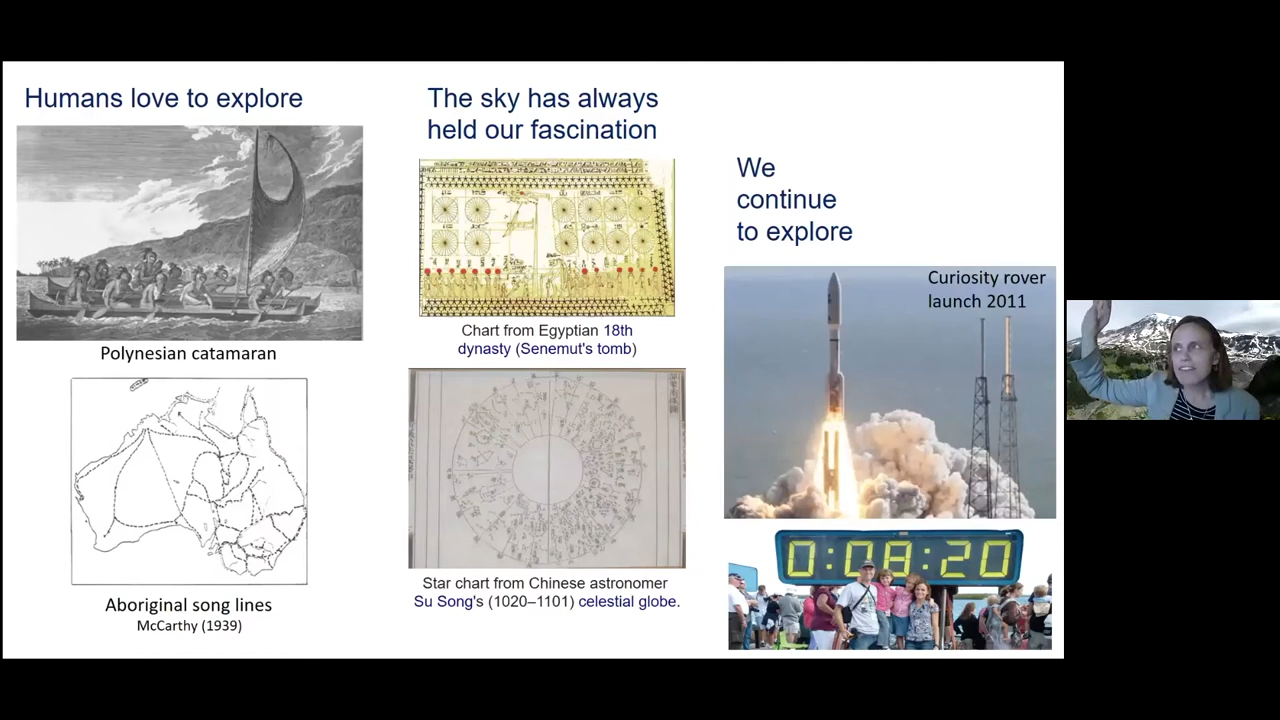 Humans love to explore
Polynesian catamaran
Aboriginal song lines
McCarthy (1939)
The sky has always
held our fascination
Chart from Egyptian 18th
dynasty (Senemut's tomb)
Star chart from Chinese astronomer
Su Song's (1020–1101) celestial globe.
We
continue
to explore
Curiosity rover
launch 2011
0:08:20